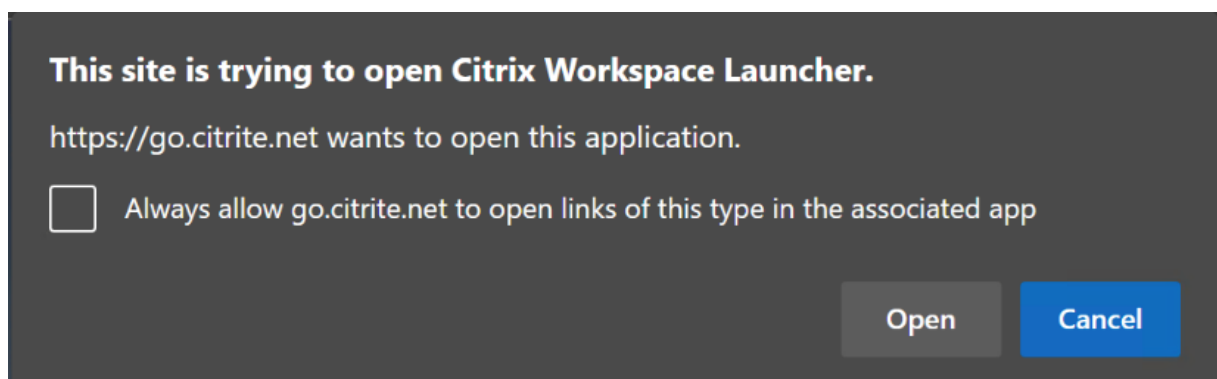 This site is trying to open Citrix Workspace Launcher.
https://go.citrite.net wants to open this application.
Always allow go.citrite.net to open links of this type in the associated app
Open
Cancel